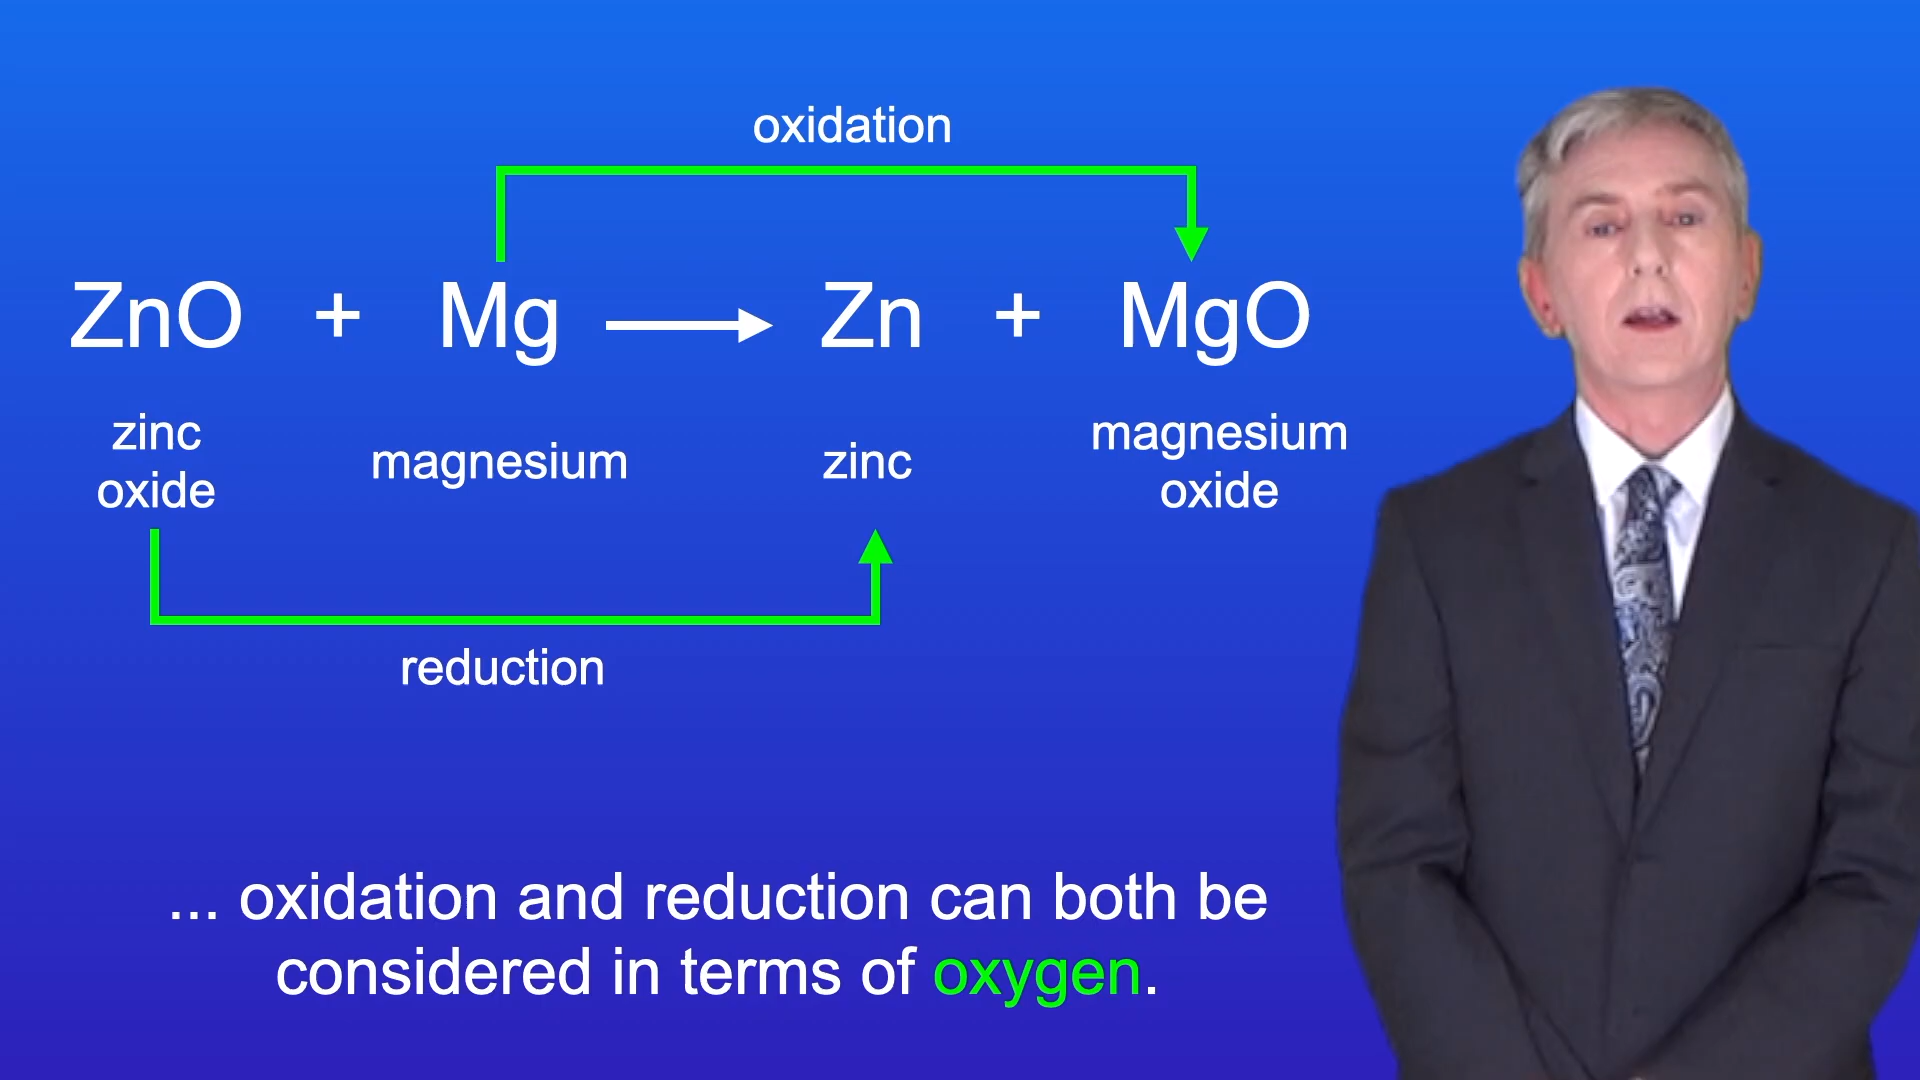 oxidation
ZnO + Mg ⟶ Zn + MgO
zinc oxide
magnesium
zinc
magnesium oxide
reduction
... oxidation and reduction can both be
considered in terms of oxygen.